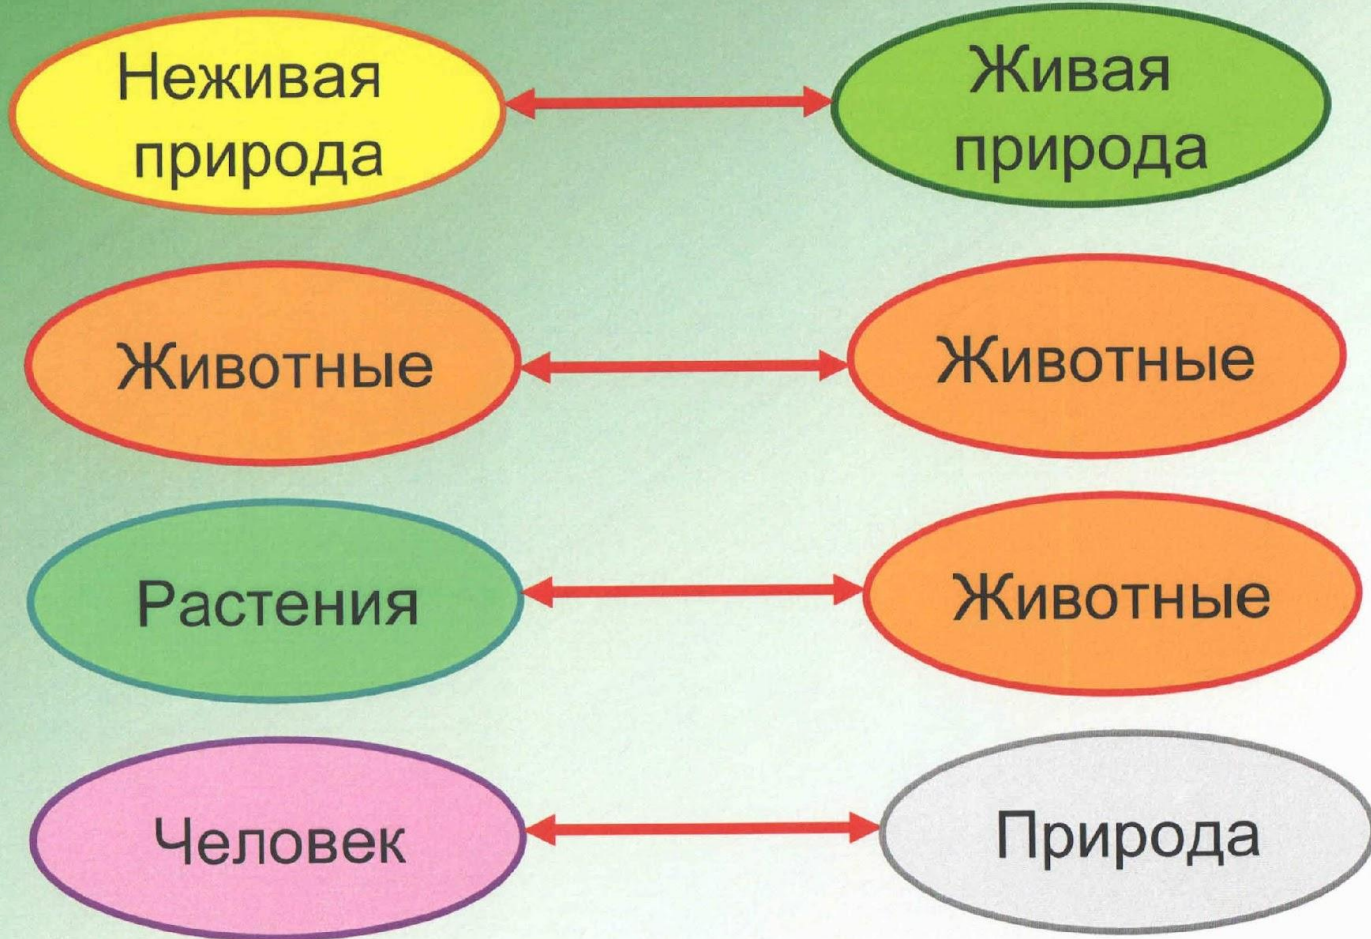 Неживая
природа
Живая
природа
Животные
Животные
Растения
Животные
Человек
Природа